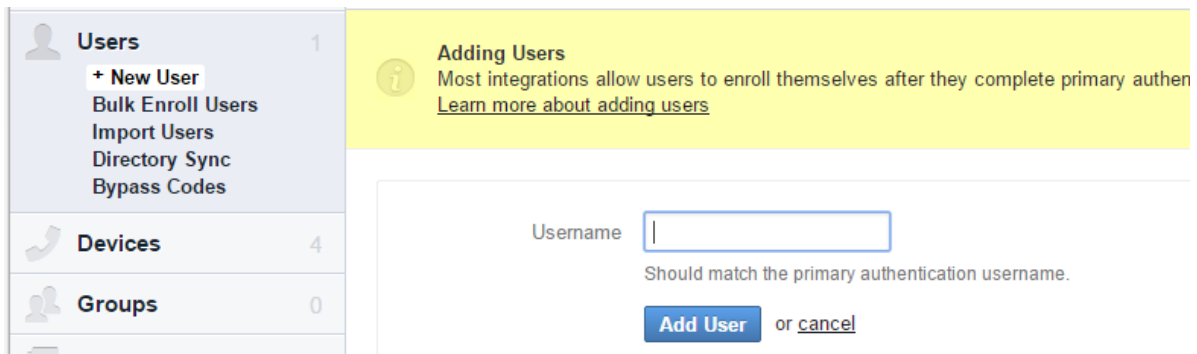 Users 1
+ New User
Bulk Enroll Users
Import Users
Directory Sync
Bypass Codes
Devices 4
Groups 0
Adding Users
Most integrations allow users to enroll themselves after they complete primary authen
Learn more about adding users
Username
Should match the primary authentication username.
Add User or cancel